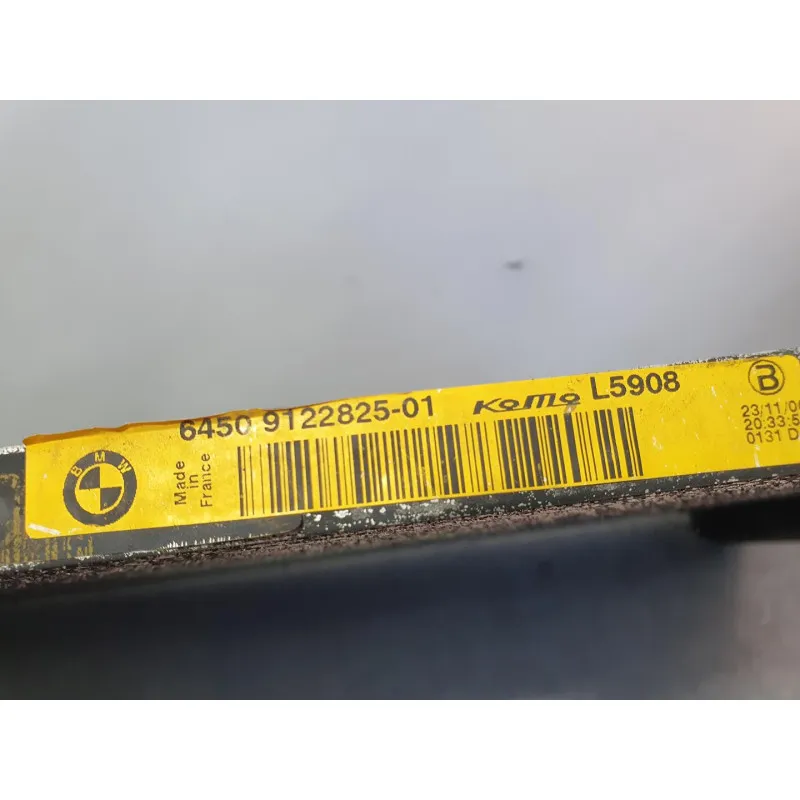 6450 9122825-01 KoMo L5908
B
BMW
Made
in
France
23/11/0
20:33:5
0131 D